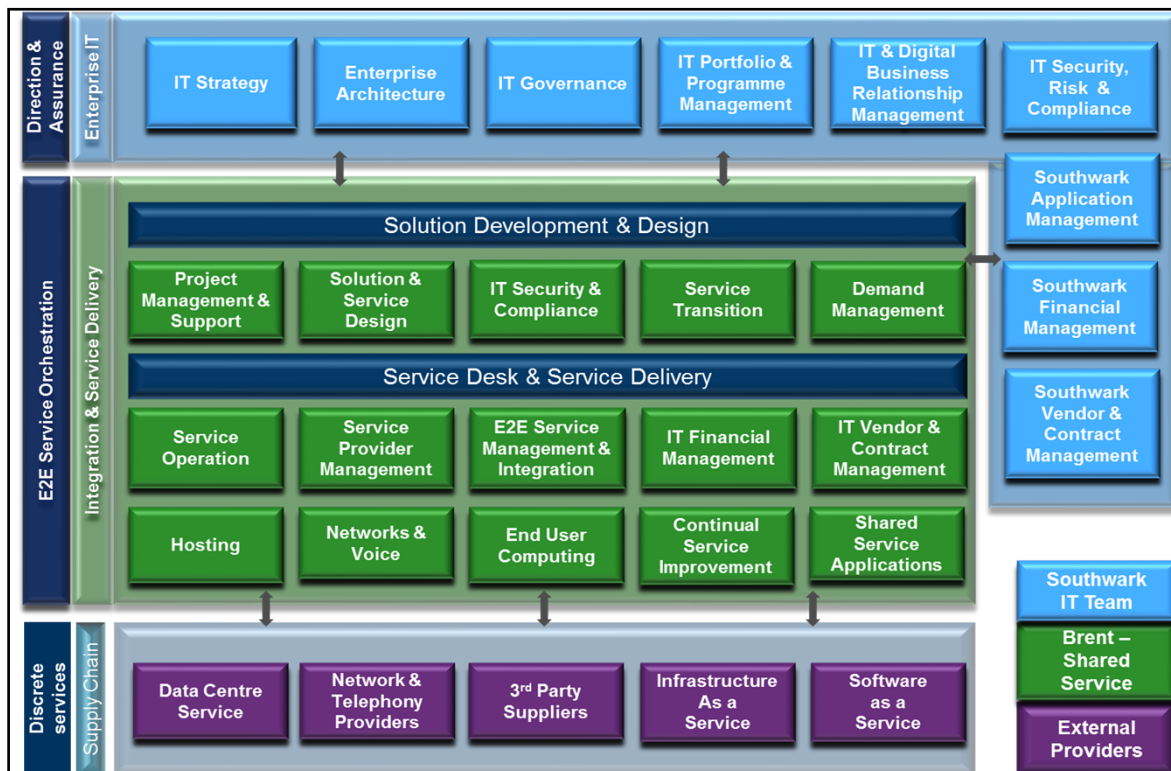 Direction &
Assurance
Enterprise IT
IT Strategy
Enterprise
Architecture
IT Governance
IT Portfolio &
Programme
Management
IT & Digital
Business
Relationship
Management
IT Security,
Risk &
Compliance
E2E Service Orchestration
Integration & Service Delivery
Solution Development & Design
Project
Management &
Support
Solution &
Service
Design
IT Security &
Compliance
Service
Transition
Demand
Management
Service Desk & Service Delivery
Service
Operation
Service
Provider
Management
E2E Service
Management &
Integration
IT Financial
Management
IT Vendor &
Contract
Management
Hosting
Networks &
Voice
End User
Computing
Continual
Service
Improvement
Shared
Service
Applications
Southwark
Application
Management
Southwark
Financial
Management
Southwark
Vendor &
Contract
Management
Discrete
services
Supply Chain
Data Centre
Service
Network &
Telephony
Providers
3rd Party
Suppliers
Infrastructure
As a
Service
Software
as a
Service
Southwark
IT Team
Brent –
Shared
Service
External
Providers